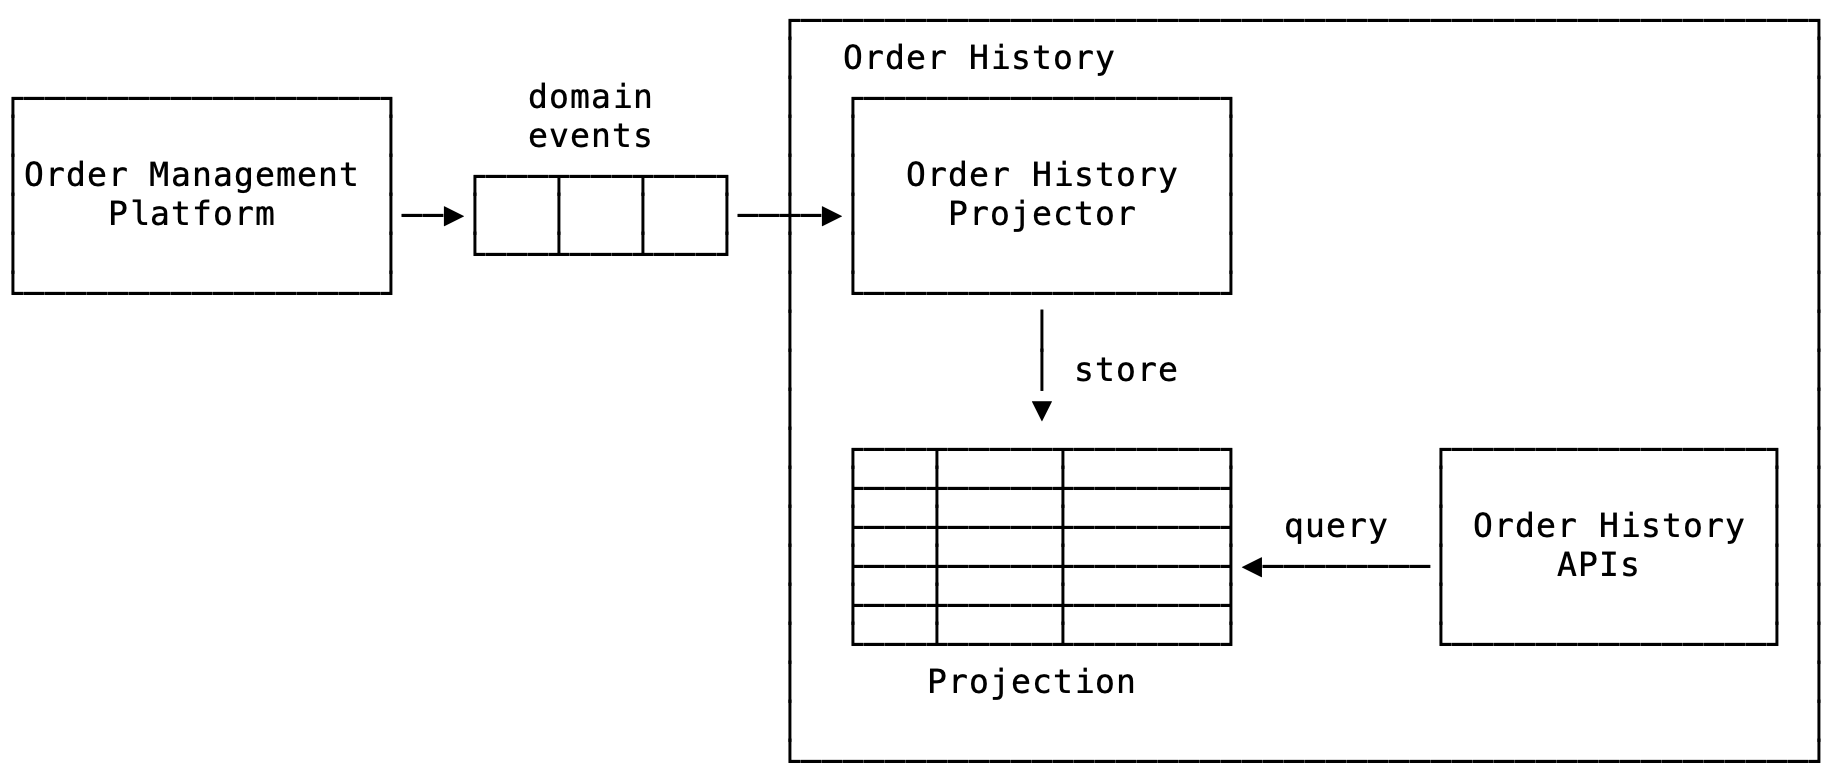 Order History
domain
events
Order Management
Platform
Order History
Projector
store
query
Order History
APIs
Projection